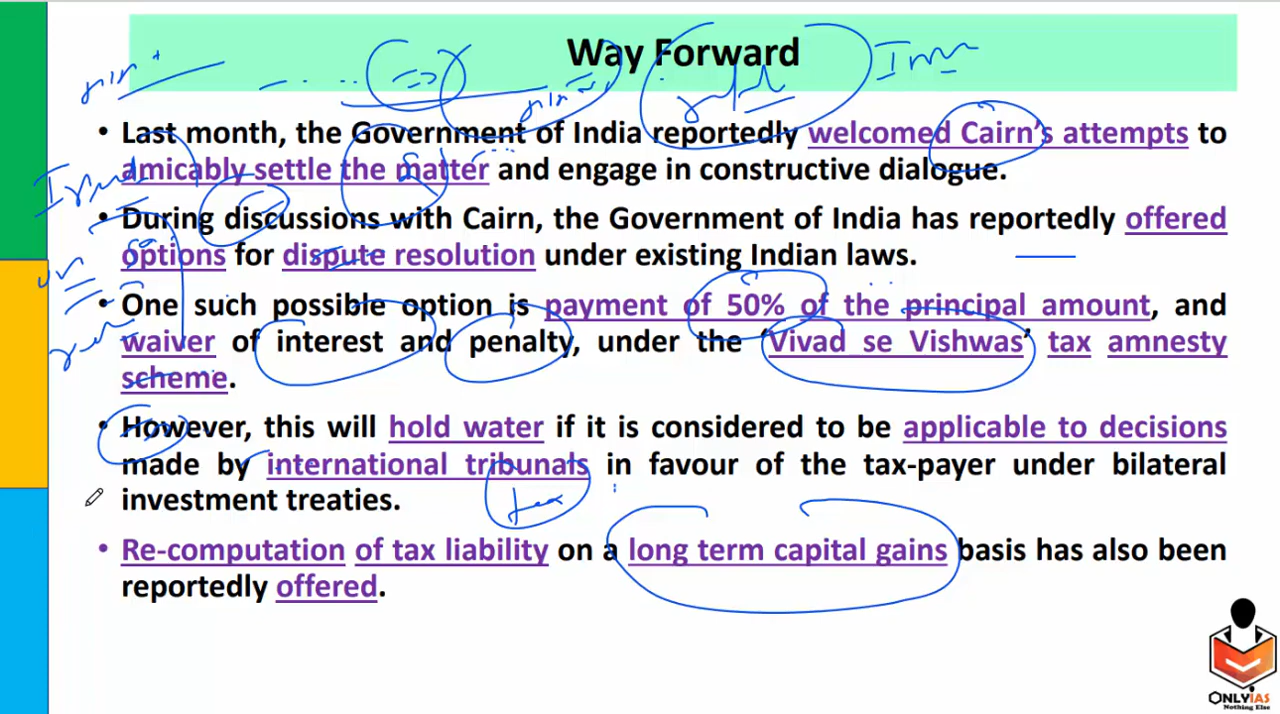 Way Forward
• Last month, the Government of India reportedly welcomed Cairn's attempts to
amicably settle the matter and engage in constructive dialogue.
• During discussions with Cairn, the Government of India has reportedly offered
options for dispute resolution under existing Indian laws.
• One such possible option is payment of 50% of the principal amount, and
waiver of interest and penalty, under the 'Vivad se Vishwas' tax amnesty
scheme.
• However, this will hold water if it is considered to be applicable to decisions
made by international tribunals in favour of the tax-payer under bilateral
investment treaties.
• Re-computation of tax liability on a long term capital gains basis has also been
reportedly offered.
ONLYIAS
Nothing Else